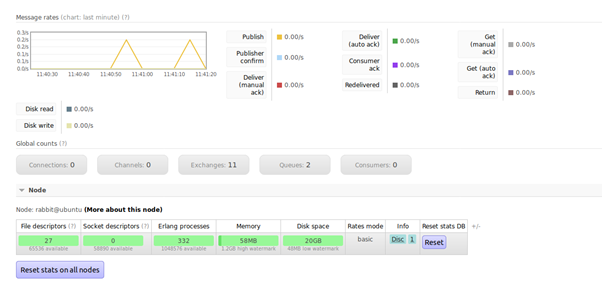 Message rates (chart: last minute) (?)
0.3/s
0.2/s
0.2/s
0.1/s
0.1/s
0.0/s
11:40:30 11:40:40 11:40:50 11:41:00 11:41:10 11:41:20
Publish 0.00/s
Publisher confirm 0.00/s
Deliver (manual ack) 0.00/s
Deliver (auto ack) 0.00/s
Consumer ack 0.00/s
Redelivered 0.00/s
Get (manual ack) 0.00/s
Get (auto ack) 0.00/s
Return 0.00/s
Disk read 0.00/s
Disk write 0.00/s
Global counts (?)
Connections: 0 Channels: 0 Exchanges: 11 Queues: 2 Consumers: 0
Node
Node: rabbit@ubuntu (More about this node)
File descriptors (?) Socket descriptors (?) Erlang processes Memory Disk space Rates mode Info Reset stats DB +/-
27 0 332 58MB 20GB basic Disc 1 Reset
65536 available 58890 available 1048576 available 1.2GB high watermark 48MB low watermark
Reset stats on all nodes